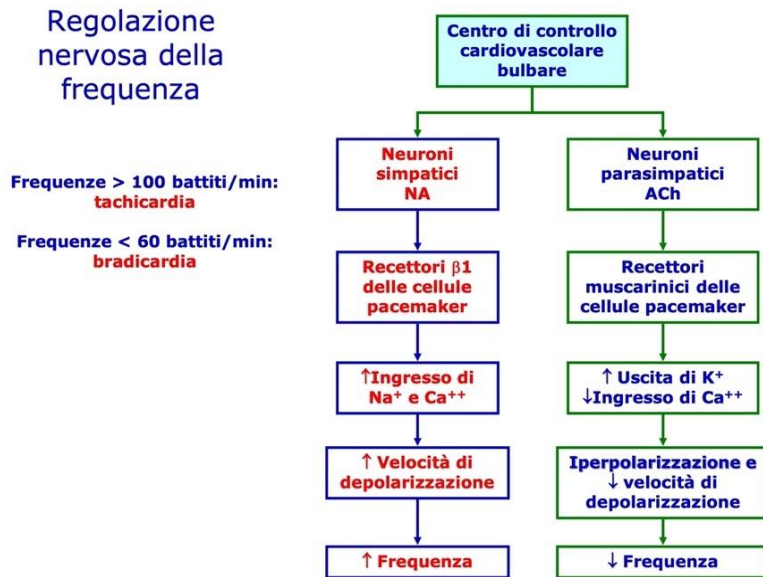 Regolazione
nervosa della
frequenza
Frequenze > 100 battiti/min:
tachicardia
Frequenze < 60 battiti/min:
bradicardia
Centro di controllo
cardiovascolare
bulbare
Neuroni
simpatici
NA
Recettori β1
delle cellule
pacemaker
↑Ingresso di
Na⁺ e Ca⁺⁺
↑ Velocità di
depolarizzazione
↑ Frequenza
Neuroni
parasimpatici
ACh
Recettori
muscarinici delle
cellule pacemaker
↑ Uscita di K⁺
↓Ingresso di Ca⁺⁺
Iperpolarizzazione e
↓ velocità di
depolarizzazione
↓ Frequenza